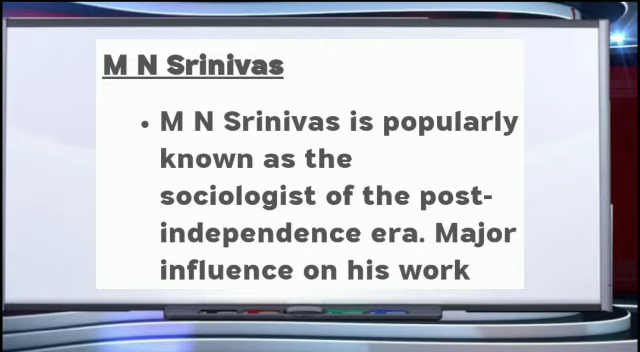 M N Srinivas
• M N Srinivas is popularly
known as the
sociologist of the post-
independence era. Major
influence on his work